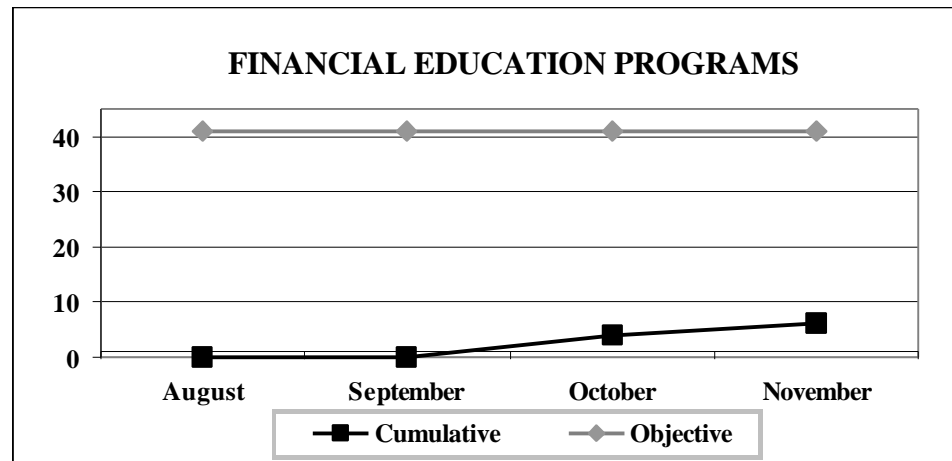 FINANCIAL EDUCATION PROGRAMS
40
30
20
10
0
August September October November
Cumulative Objective